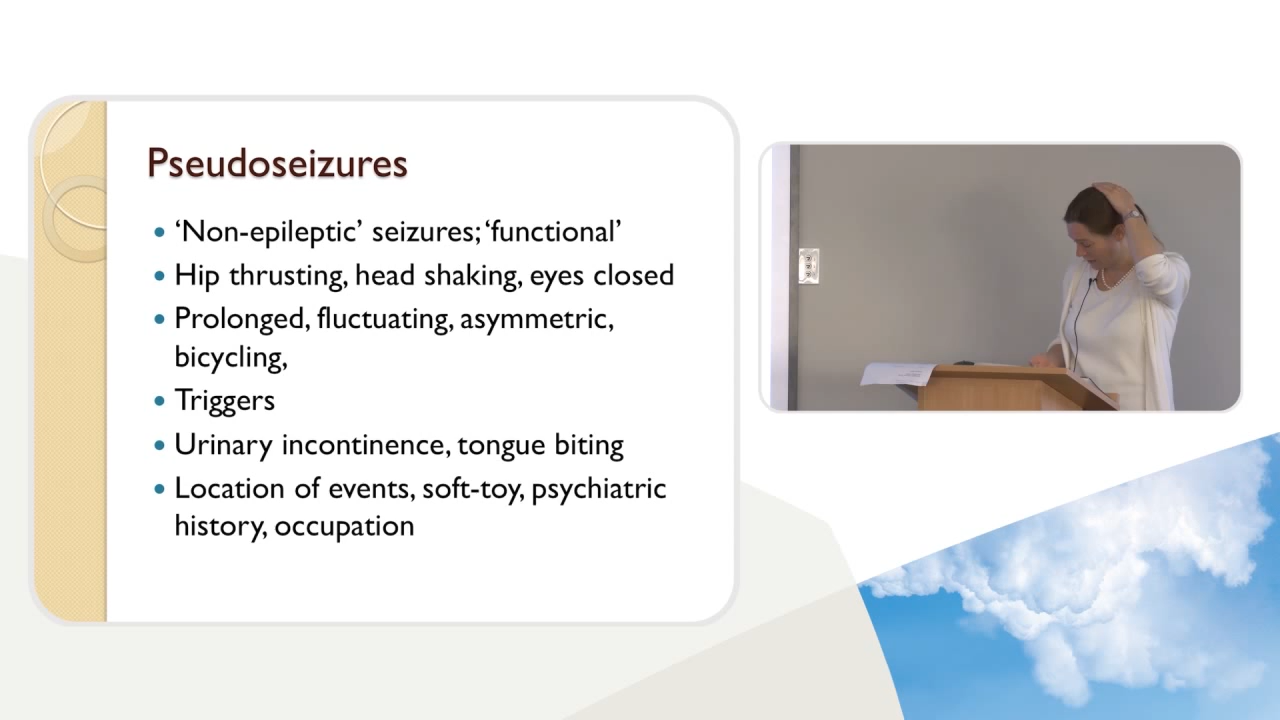 Pseudoseizures
• ‘Non-epileptic’ seizures; ‘functional’
• Hip thrusting, head shaking, eyes closed
• Prolonged, fluctuating, asymmetric,
bicycling,
• Triggers
• Urinary incontinence, tongue biting
• Location of events, soft-toy, psychiatric
history, occupation